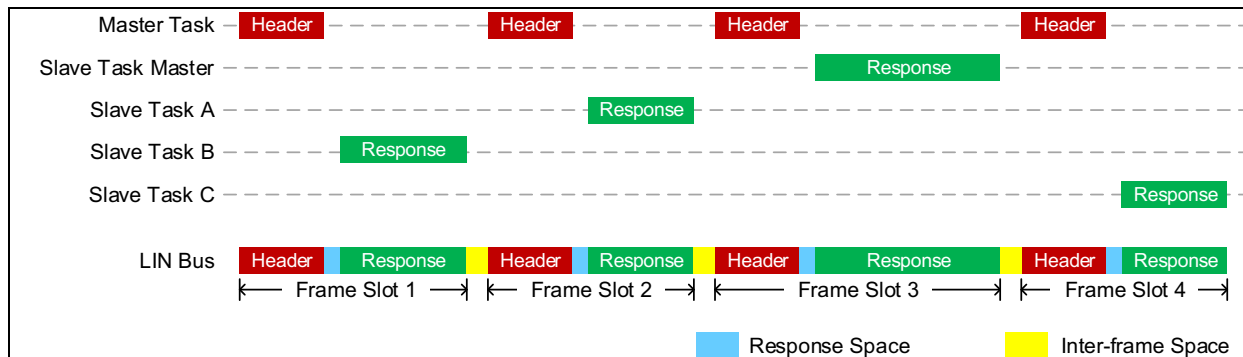 Master Task Header Header Header Header
Slave Task Master Response
Slave Task A Response
Slave Task B Response
Slave Task C Response
LIN Bus Header Response Header Response Header Response Header Response
Frame Slot 1 Frame Slot 2 Frame Slot 3 Frame Slot 4
Response Space Inter-frame Space